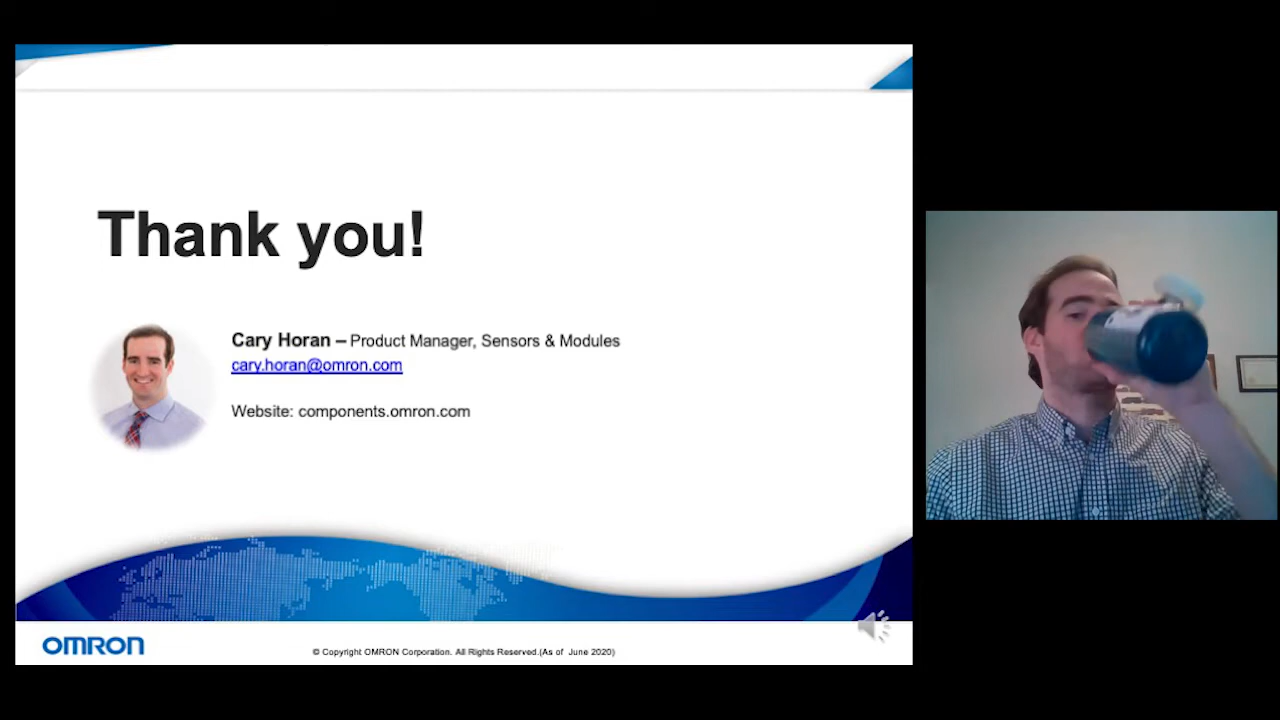 Thank you!
Cary Horan – Product Manager, Sensors & Modules
cary.horan@omron.com
Website: components.omron.com
OMRON
© Copyright OMRON Corporation. All Rights Reserved.(As of June 2020)